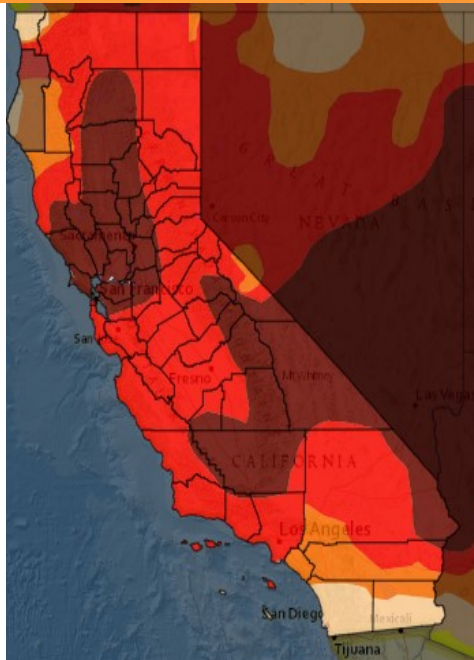 GREAT BAS
Carson City
NEVADA
Sacramento
San Francisco
San Jose
Fresno
Mt Whitney
Las Vegas
CALIFORNIA
Los Angeles
San Diego
Mexicali
Tijuana